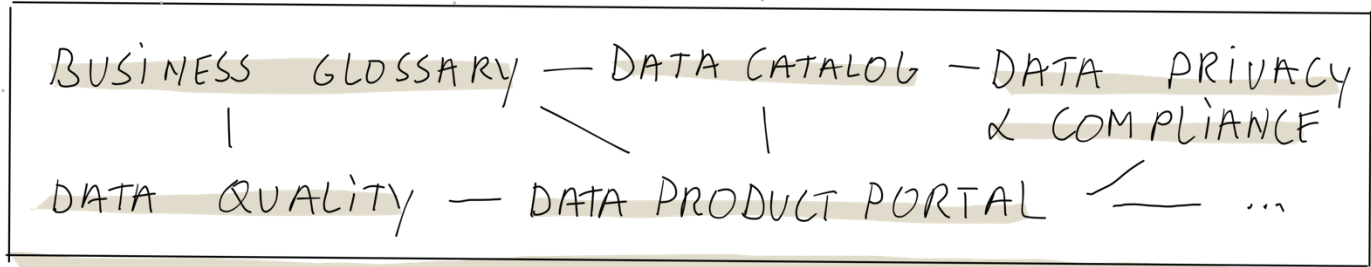 BUSINESS GLOSSARY — DATA CATALOG — DATA PRIVACY
& COMPLIANCE
DATA QUALITY — DATA PRODUCT PORTAL — ...